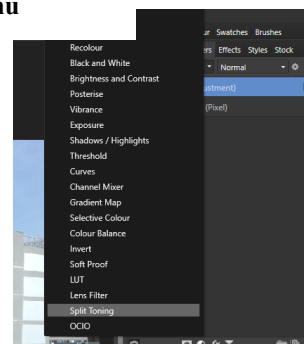 nu
Swatches Brushes
Effects Styles Stock
Recolour
Normal
Black and White
Brightness and Contrast
Posterise
Vibrance
(Pixel)
Exposure
Shadows / Highlights
Threshold
Curves
Channel Mixer
Gradient Map
Selective Colour
Colour Balance
Invert
Soft Proof
LUT
Lens Filter
Split Toning
OCIO